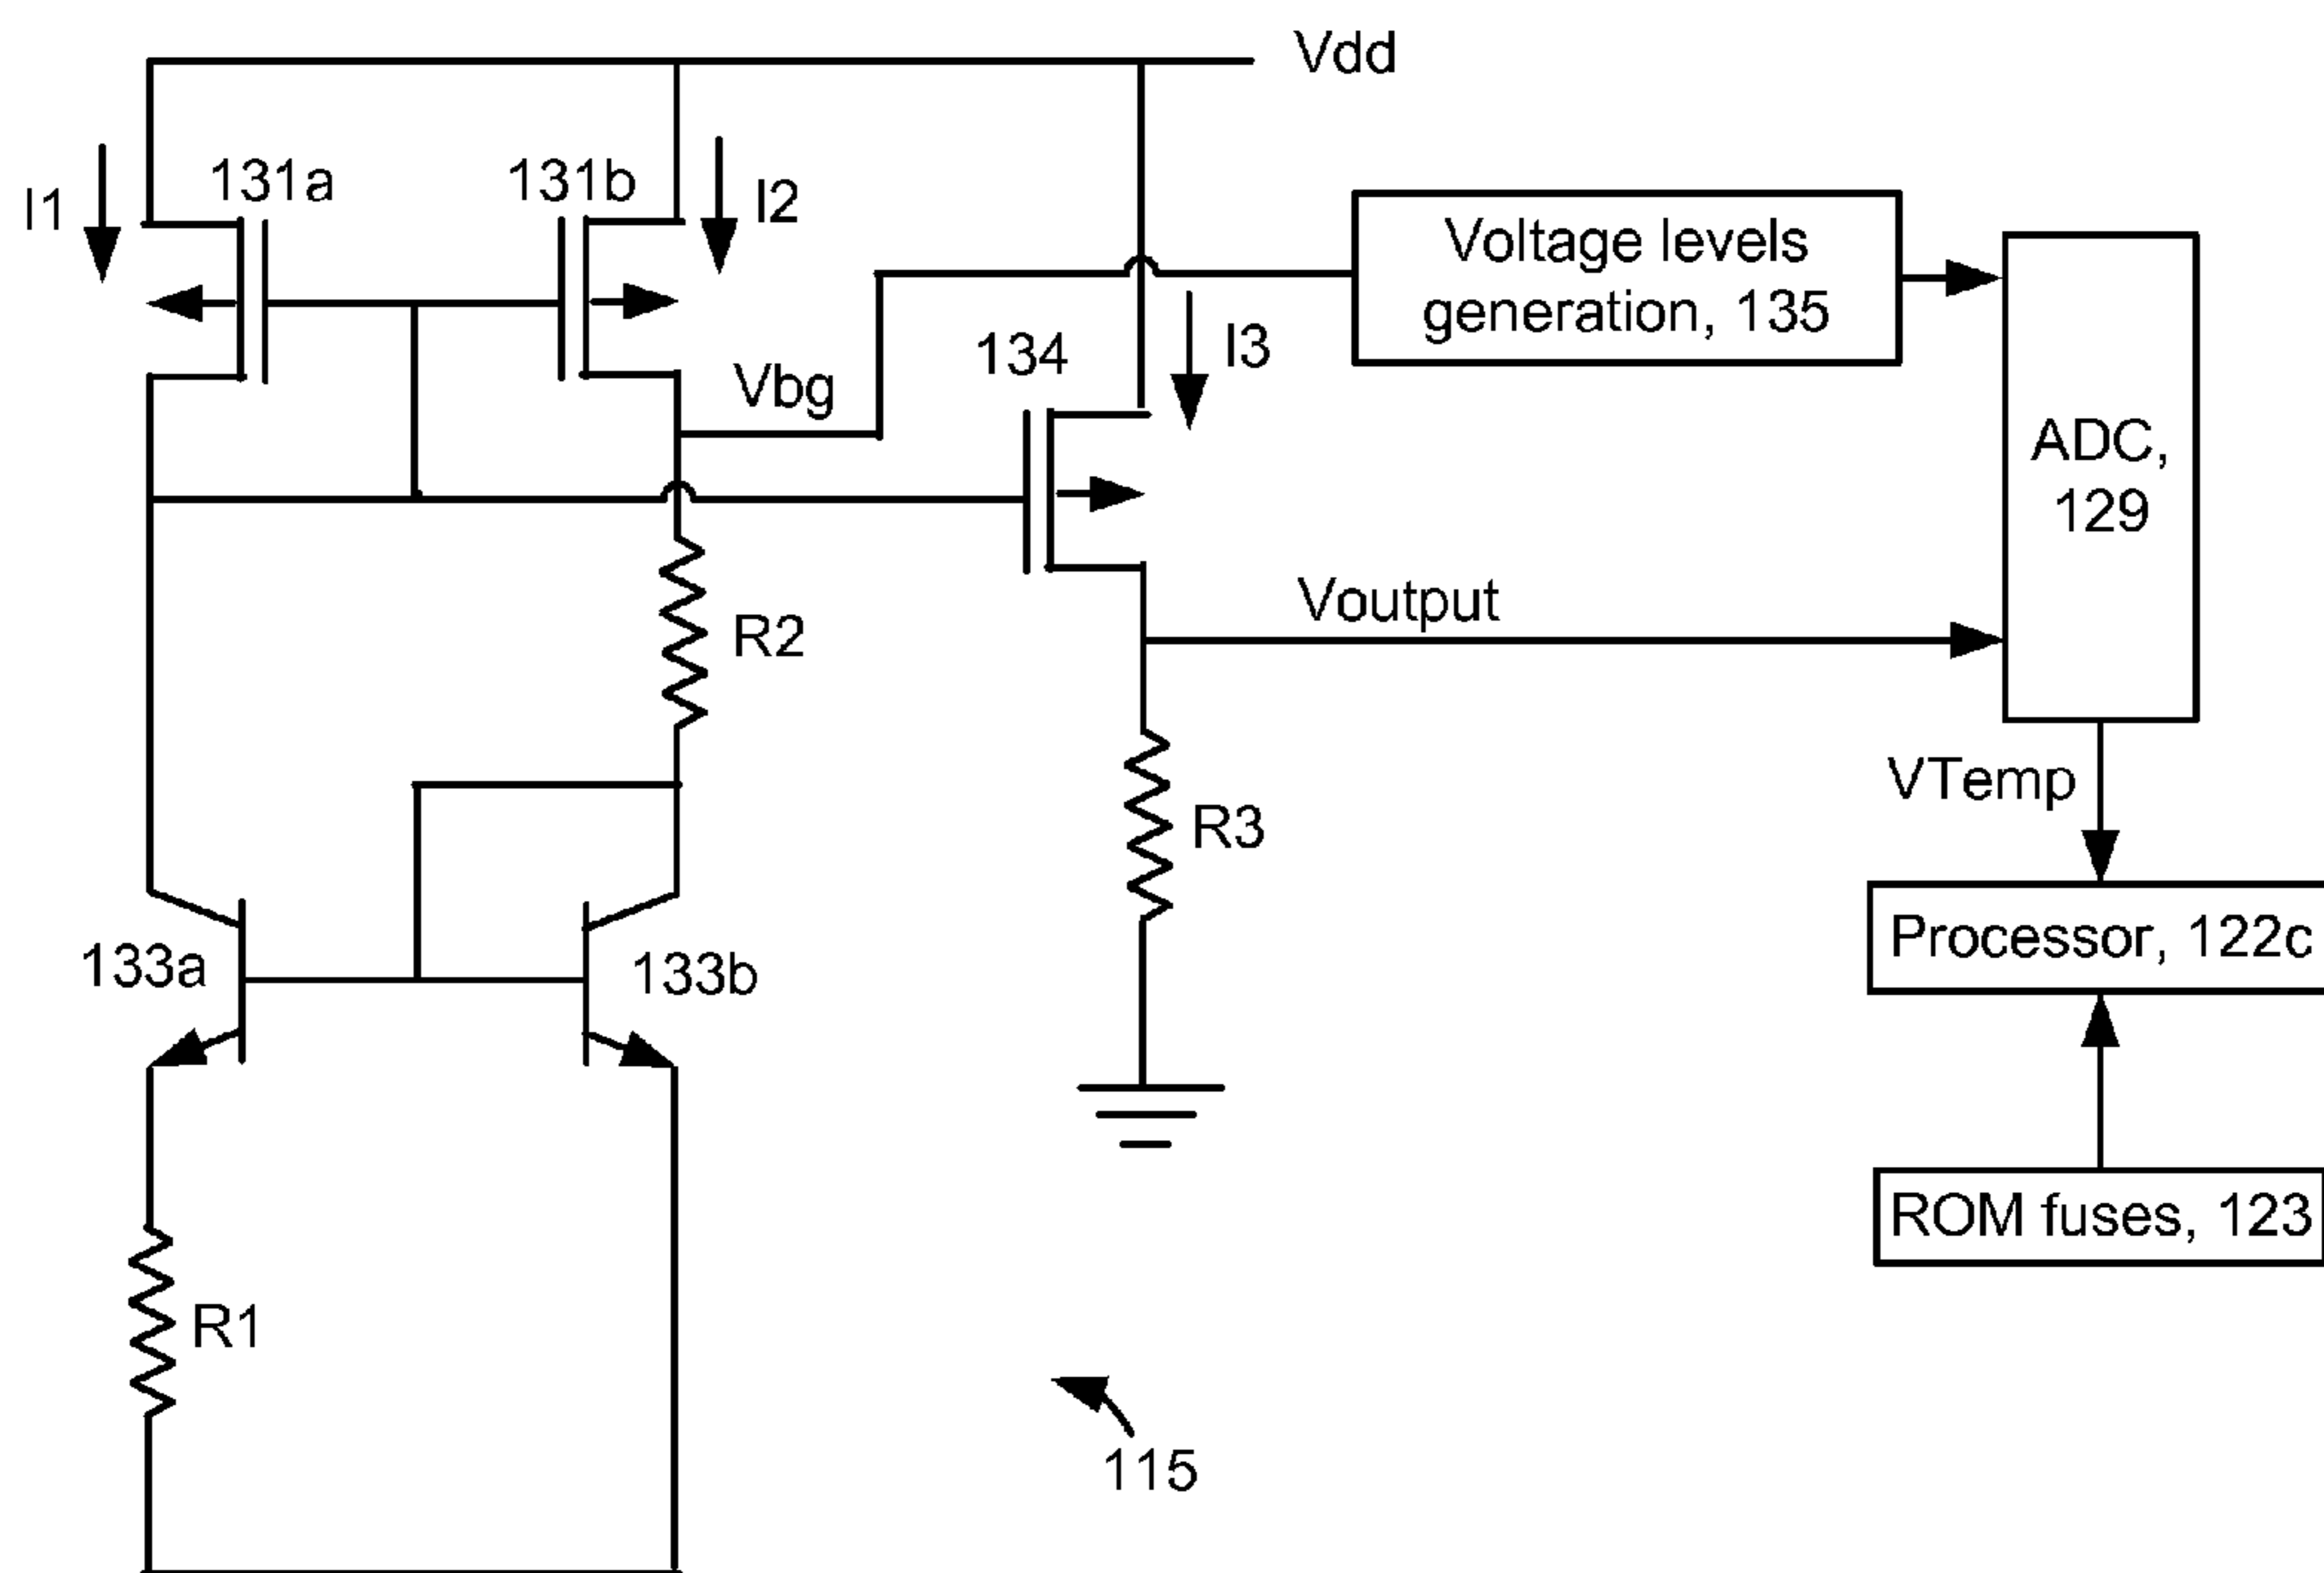 Vdd
I1
131a
131b
I2
Voltage levels
generation, 135
134
I3
Vbg
ADC,
129
Voutput
R2
VTemp
R3
Processor, 122c
133a
133b
ROM fuses, 123
R1
115